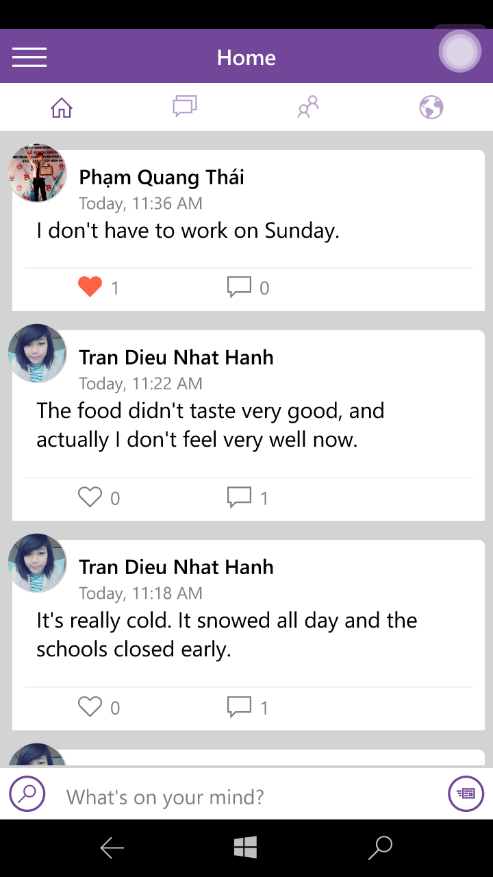 Home
Phạm Quang Thái
Today, 11:36 AM
I don't have to work on Sunday.
1
0
Tran Dieu Nhat Hanh
Today, 11:22 AM
The food didn't taste very good, and
actually I don't feel very well now.
0
1
Tran Dieu Nhat Hanh
Today, 11:18 AM
It's really cold. It snowed all day and the
schools closed early.
0
1
What's on your mind?